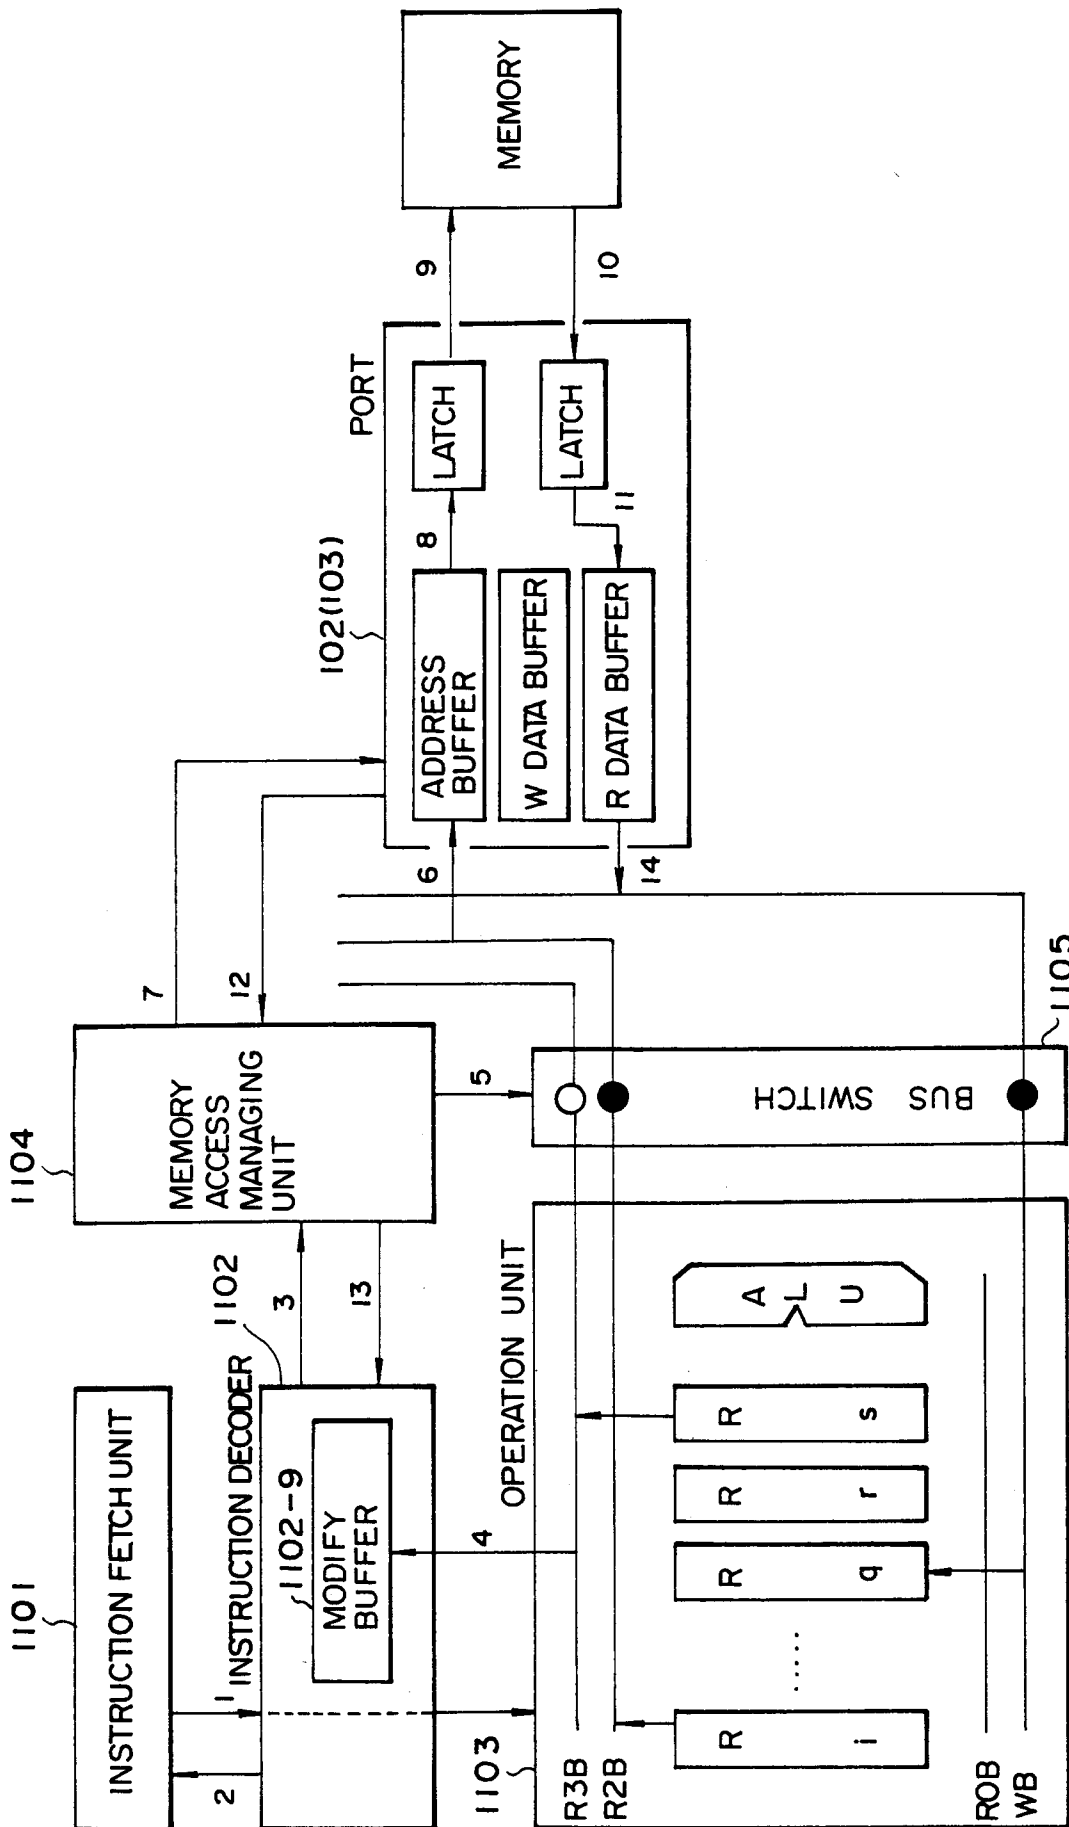 1101
INSTRUCTION FETCH UNIT
1
2
INSTRUCTION DECODER
1102
1102-9
MODIFY
BUFFER
3
13
4
1104
MEMORY
ACCESS
MANAGING
UNIT
7
12
5
1103
OPERATION UNIT
R3B
R2B
R0B
WB
R i
.....
R q
R r
R s
ALU
BUS SWITCH
1105
6
14
102(103)
PORT
ADDRESS
BUFFER
W DATA BUFFER
R DATA BUFFER
8
LATCH
11
LATCH
9
10
MEMORY